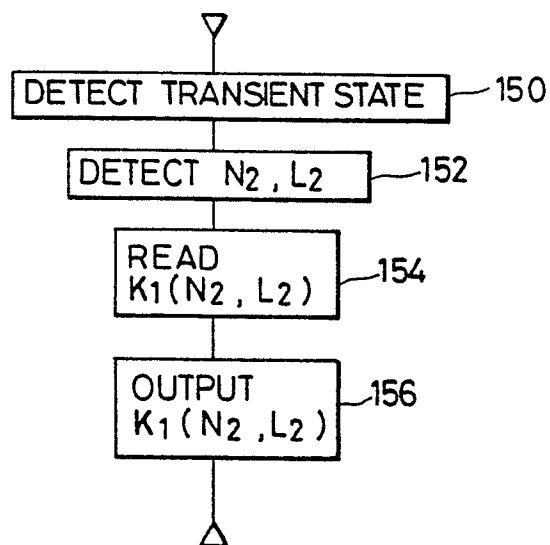 DETECT TRANSIENT STATE 150
DETECT N2, L2 152
READ
K1(N2, L2) 154
OUTPUT
K1(N2, L2) 156